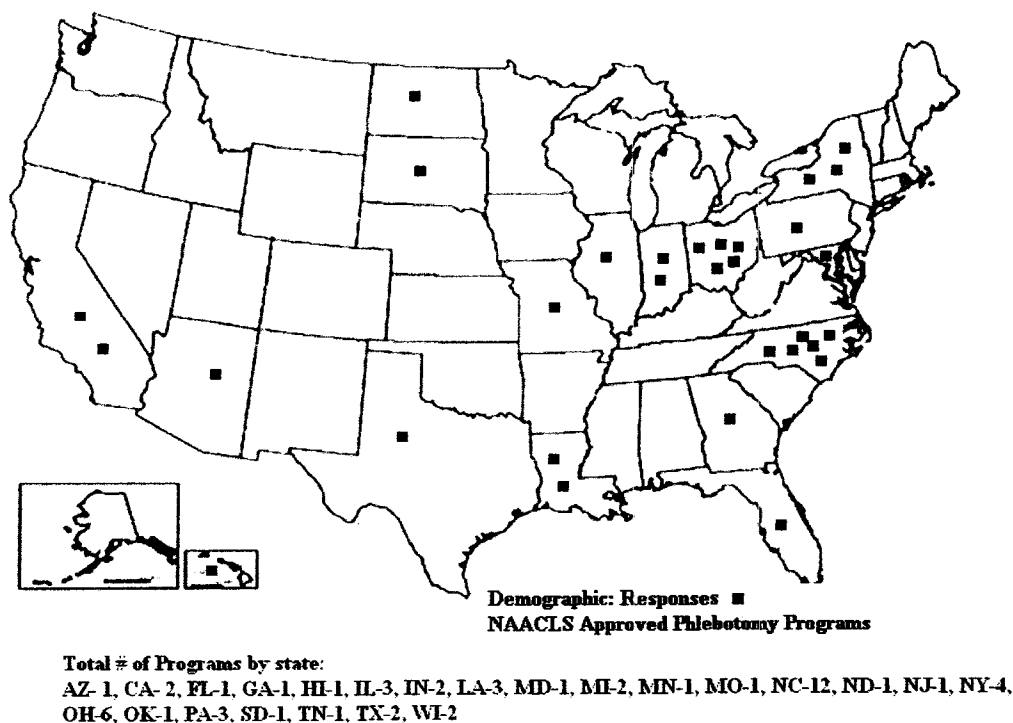 Demographic: Responses ■
NAACLS Approved Phlebotomy Programs
Total # of Programs by state:
AZ- 1, CA- 2, FL-1, GA-1, HI-1, IL-3, IN-2, LA-3, MD-1, MI-2, MN-1, MO-1, NC-12, ND-1, NJ-1, NY-4,
OH-6, OK-1, PA-3, SD-1, TN-1, TX-2, WI-2